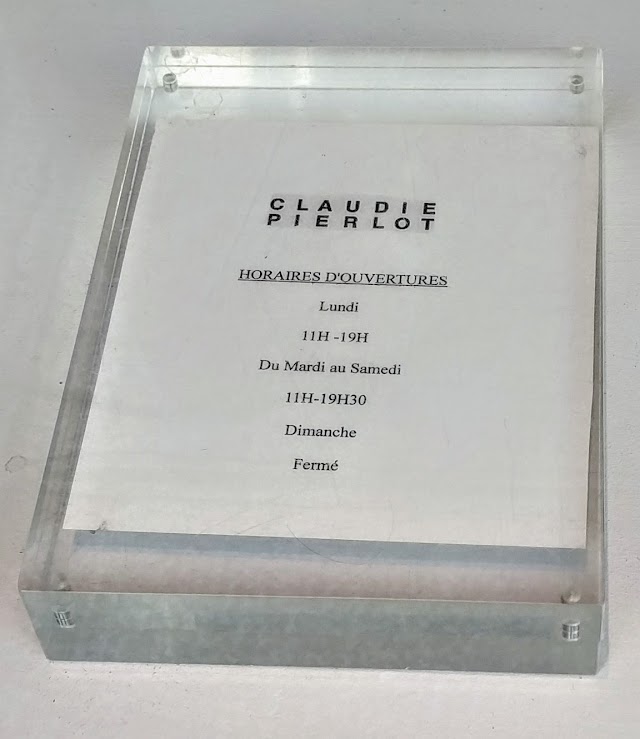 CLAUDIE
PIERLOT
HORAIRES D'OUVERTURES
Lundi
11H -19H
Du Mardi au Samedi
11H-19H30
Dimanche
Fermé